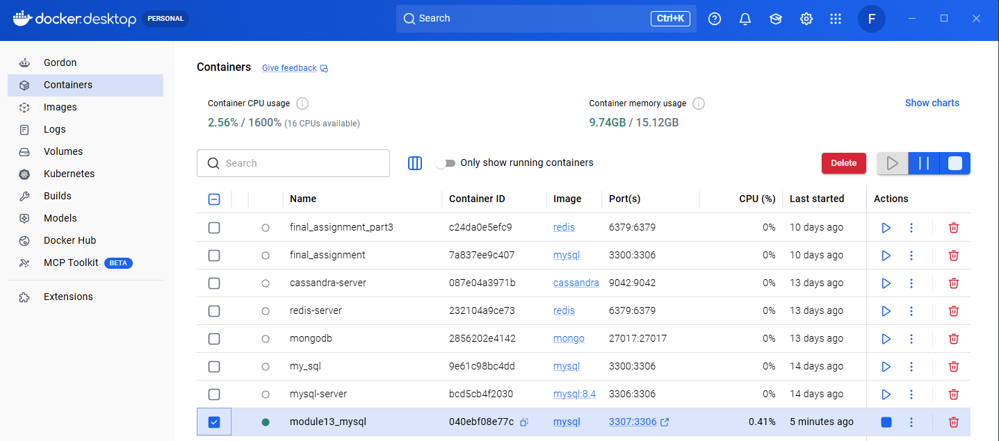 docker.desktop PERSONAL Search Ctrl+K F
Gordon
Containers
Images
Logs
Volumes
Kubernetes
Builds
Models
Docker Hub
MCP Toolkit BETA
Extensions
Containers Give feedback
Container CPU usage
2.56% / 1600% (16 CPUs available)
Container memory usage
9.74GB / 15.12GB
Show charts
Search
Only show running containers
Delete
Name Container ID Image Port(s) CPU (%) Last started Actions
final_assignment_part3 c24da0e5efc9 redis 6379:6379 0% 10 days ago
final_assignment 7a837ee9c407 mysql 3300:3306 0% 10 days ago
cassandra-server 087e04a3971b cassandra 9042:9042 0% 13 days ago
redis-server 232104a9ce73 redis 6379:6379 0% 13 days ago
mongodb 2856202e4142 mongo 27017:27017 0% 13 days ago
my_sql 9e61c98bc4dd mysql 3300:3306 0% 14 days ago
mysql-server bcd5cb4f2030 mysql:8.4 3306:3306 0% 14 days ago
module13_mysql 040ebf08e77c mysql 3307:3306 0.41% 5 minutes ago